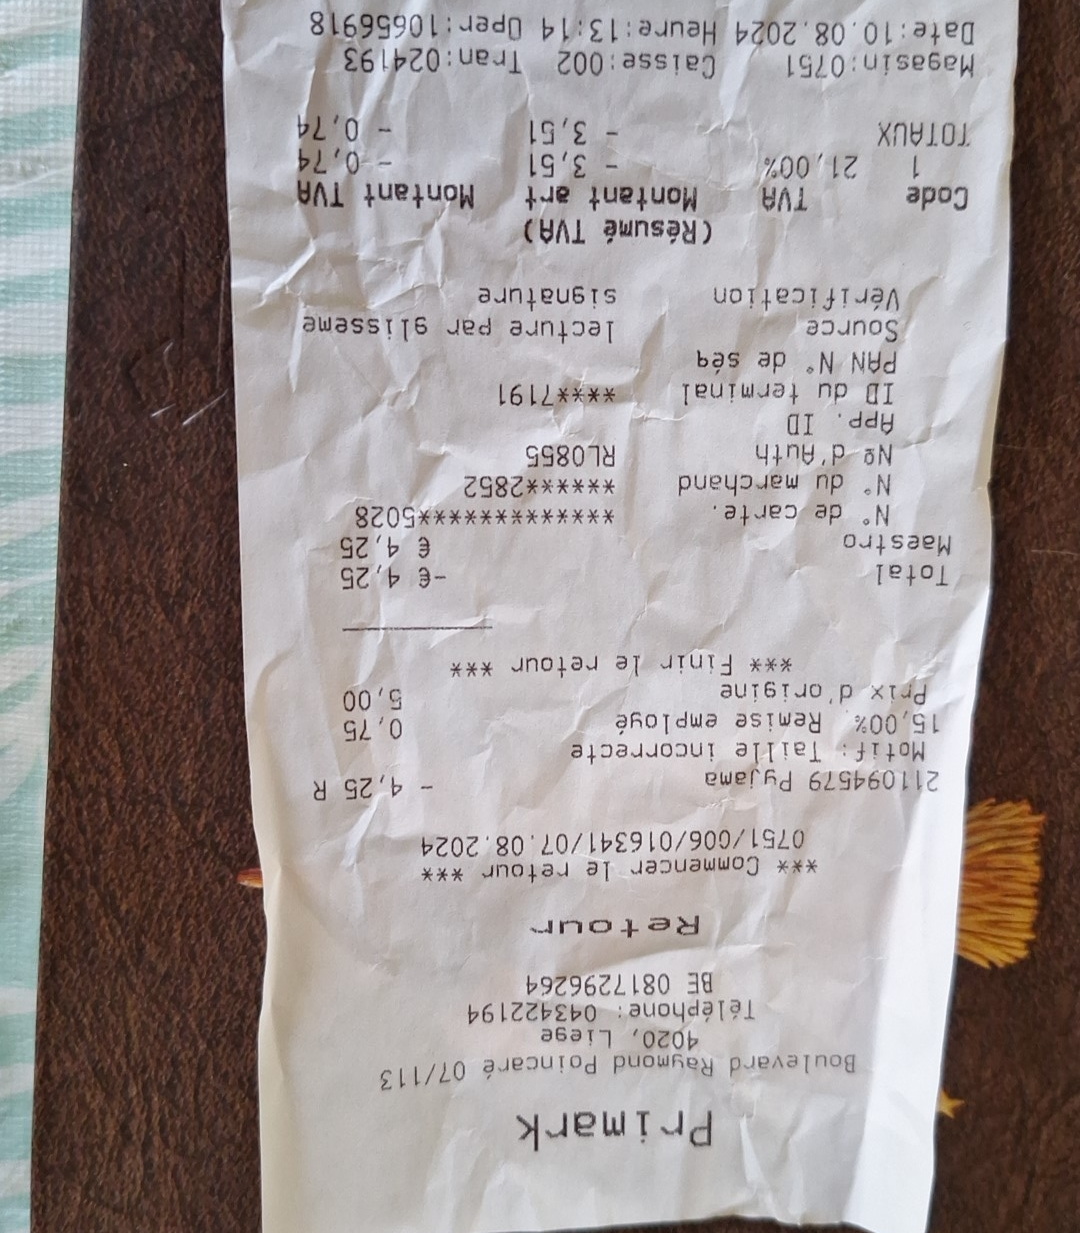 Primark
Boulevard Raymond Poincaré 07/113
4020, Liege
Téléphone: 043422194
BE 0817296264
Retour
*** Commencer le retour ***
0751/006/016341/07.08.2024
211094579 Pyjama - 4,25 R
Motif: Taille incorrecte
15,00% Remise employé 0,75
Prix d'origine 5,00
*** Finir le retour ***
Total -€ 4,25
Maestro € 4,25
N° de carte. ***************5028
N° du marchand *******2852
Nº d'Auth RL0855
App. ID
ID du terminal ****7191
PAN N° de séq
Source lecture par glisseme
Vérification signature
(Résumé TVA)
Code TVA Montant art Montant TVA
1 21,00% - 3,51 - 0,74
TOTAUX - 3,51 - 0,74
Magasin:0751 Caisse:002 Tran:024193
Date:10.08.2024 Heure:13:14 Oper:10656918